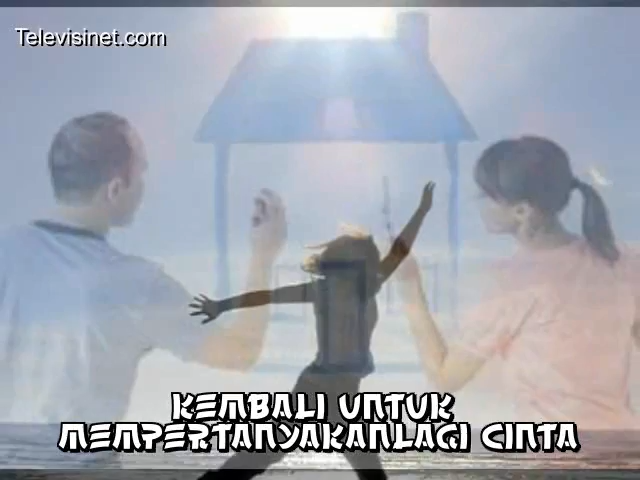 Televisinet.com
KEMBALI UNTUK
MEMPERTANYAKANLAGI CINTA